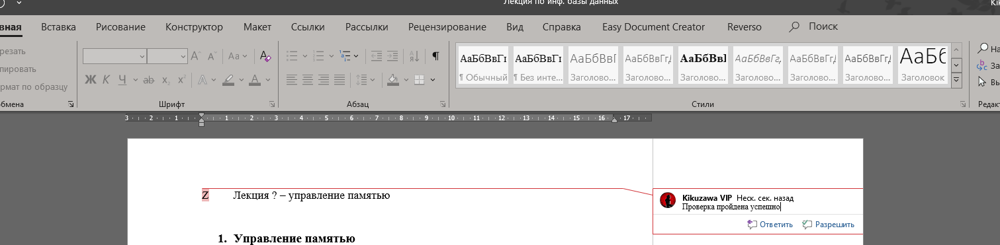 Лекция по инф. базы данных
вная Вставка Рисование Конструктор Макет Ссылки Рассылки Рецензирование Вид Справка Easy Document Creator Reverso Поиск
резать
пировать
рмат по образцу
Ж К Ч ab x₂ x² A A
Aa
АаБбВвГг АаБбВвГг АаБбВвГ АаБбВвГгД АаБбВвІ АаБбВвГг, АаБбВвГгД АаБбВвГгД АаБб
¶ Обычный ¶ Без инте... Заголово... Заголово... Заголово... Заголово... Заголово... Заголово... Заголовок
На
За
Вы
обмена Шрифт Абзац Стили Редакт
3 2 1 1 2 3 4 5 6 7 8 9 10 11 12 13 14 15 16 17
Z Лекция ? – управление памятью
Kikuzawa VIP Неск. сек. назад
Проверка пройдена успешно
Ответить Разрешить
1. Управление памятью